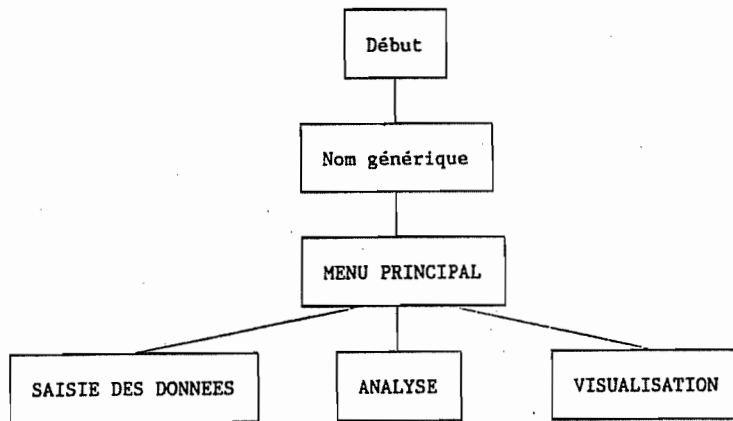 Début
Nom générique
MENU PRINCIPAL
SAISIE DES DONNEES
ANALYSE
VISUALISATION